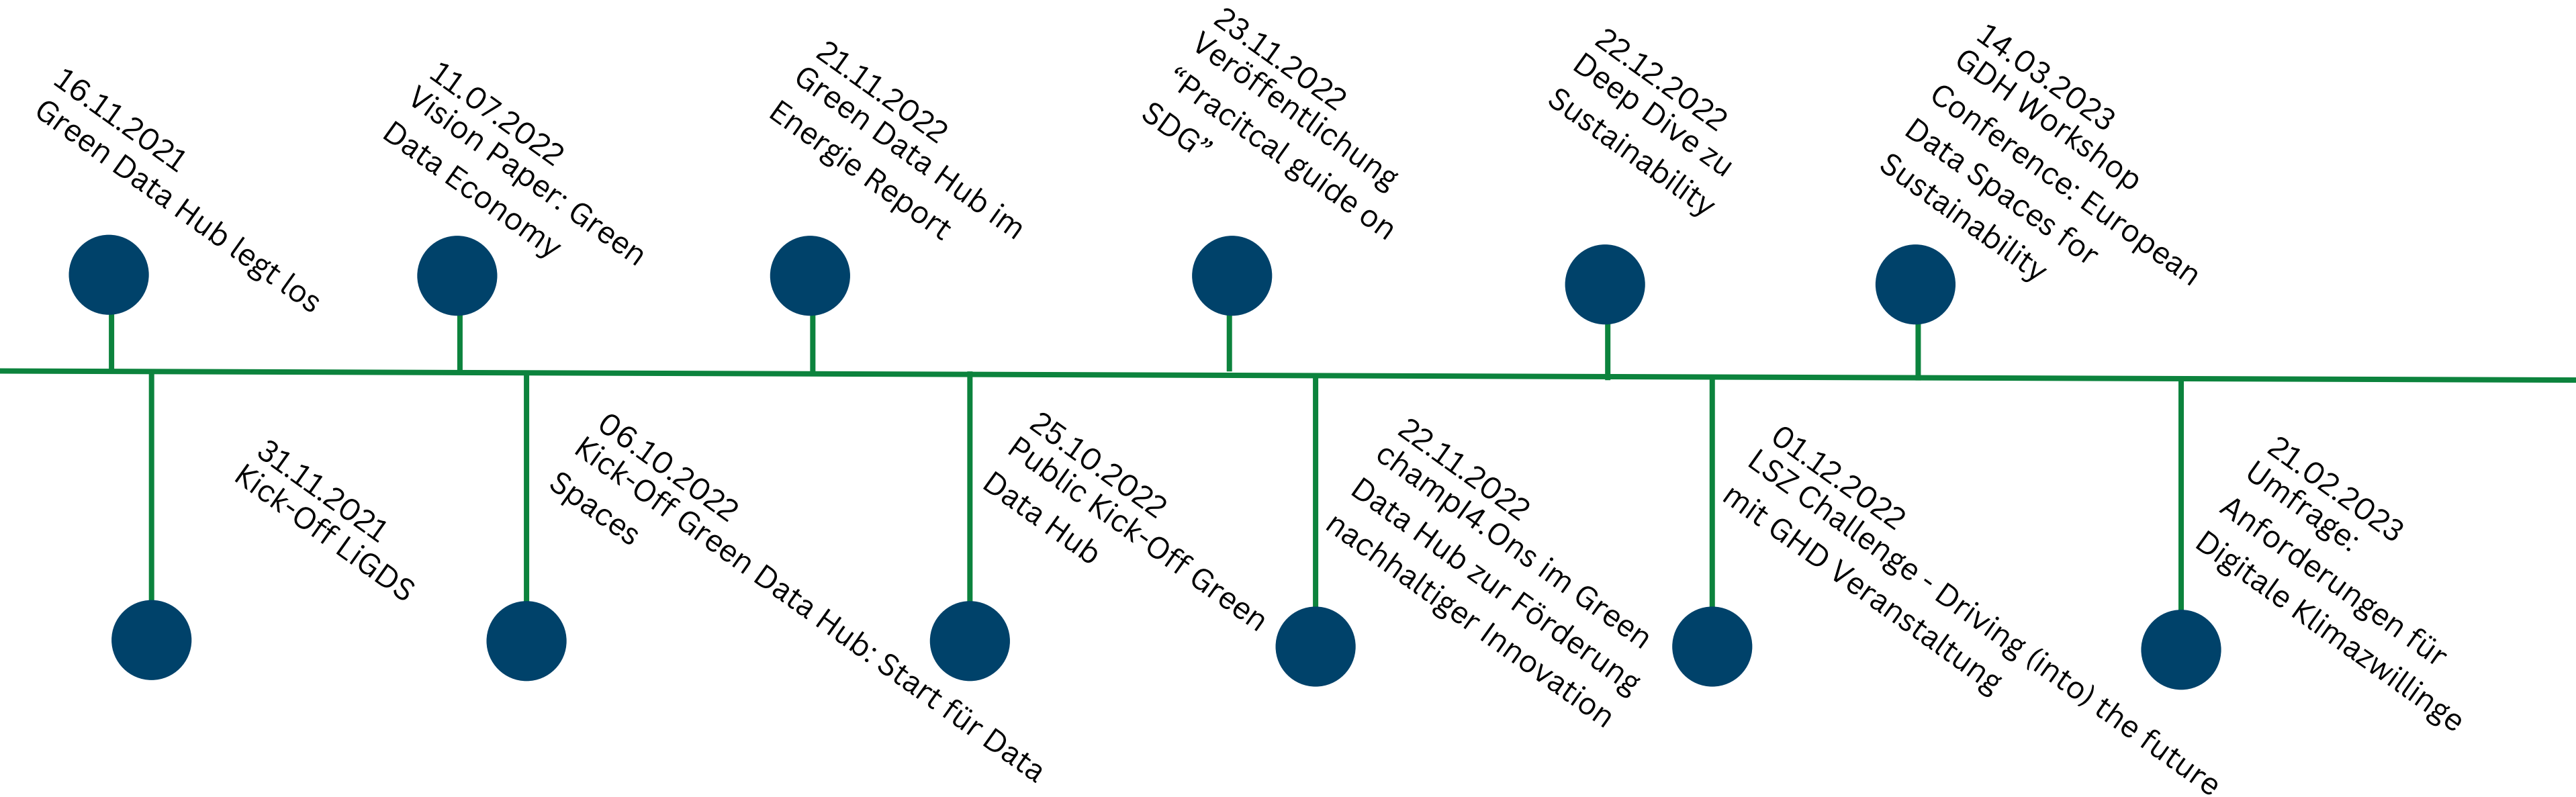 16.11.2021
Green Data Hub legt los
11.07.2022
Vision Paper: Green
Data Economy
21.11.2022
Green Data Hub im
Energie Report
23.11.2022
Veröffentlichung
“Pracitcal guide on
SDG”
22.12.2022
Deep Dive zu
Sustainability
14.03.2023
GDH Workshop
Conference: European
Data Spaces for
Sustainability
31.11.2021
Kick-Off LiGDS
06.10.2022
Kick-Off Green Data Hub: Start für Data
Spaces
25.10.2022
Public Kick-Off Green
Data Hub
22.11.2022
champI4.Ons im Green
Data Hub zur Förderung
nachhaltiger Innovation
01.12.2022
LSZ Challenge - Driving (into) the future
mit GHD Veranstaltung
21.02.2023
Umfrage:
Anforderungen für
Digitale Klimazwillinge